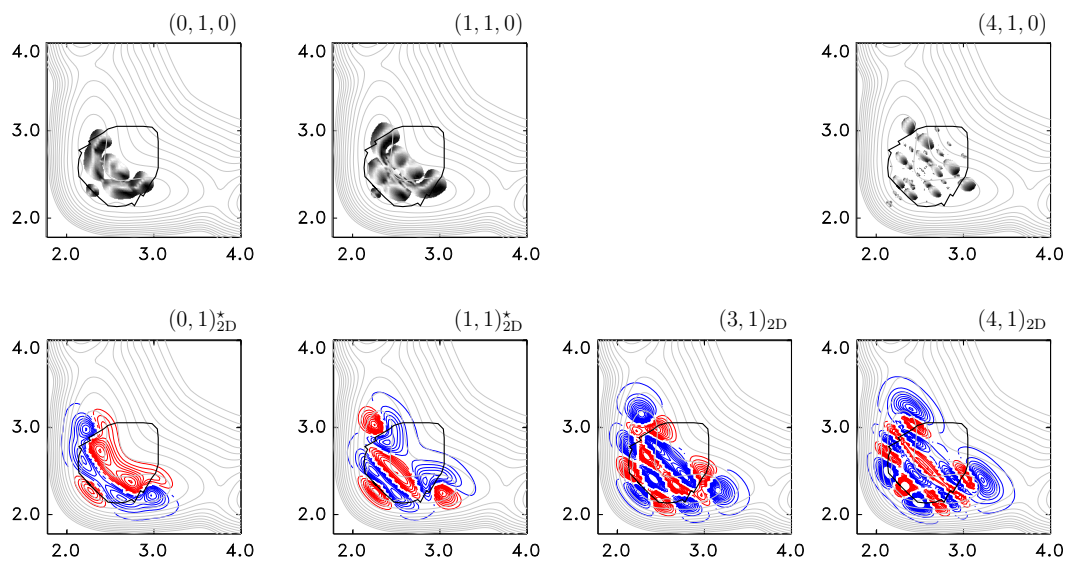 (0, 1, 0) (1, 1, 0) (4, 1, 0)
4.0 4.0 4.0
3.0 3.0 3.0
2.0 2.0 2.0
2.0 3.0 4.0 2.0 3.0 4.0 2.0 3.0 4.0
(0, 1)⋆2D (1, 1)⋆2D (3, 1)2D (4, 1)2D
4.0 4.0 4.0 4.0
3.0 3.0 3.0 3.0
2.0 2.0 2.0 2.0
2.0 3.0 4.0 2.0 3.0 4.0 2.0 3.0 4.0 2.0 3.0 4.0